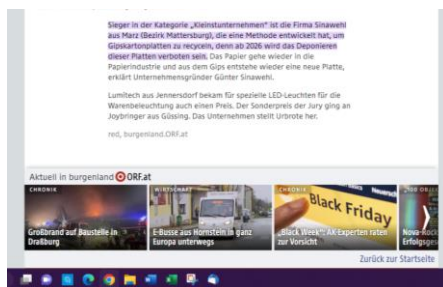 Sieger in der Kategorie „Kleinstunternehmen“ ist die Firma Sinawehl
aus Marz (Bezirk Mattersburg), die eine Methode entwickelt hat, um
Gipskartonplatten zu recyceln, denn ab 2026 wird das Deponieren
dieser Platten verboten sein. Das Papier gehe wieder in die
Papierindustrie und aus dem Gips entstehe wieder eine neue Platte,
erklärt Unternehmensgründer Günter Sinawehl.
Lumitech aus Jennersdorf bekam für spezielle LED-Leuchten für die
Warenbeleuchtung auch einen Preis. Der Sonderpreis der Jury ging an
Joybringer aus Güssing. Das Unternehmen stellt Urbrote her.
red, burgenland.ORF.at
Aktuell in burgenland ORF.at
CHRONIK
Großbrand auf Baustelle in
Draßburg
WIRTSCHAFT
E-Busse aus Hornstein in ganz
Europa unterwegs
CHRONIK
Black Friday
„Black Week“: AK-Experten raten
zur Vorsicht
Nova-Rock
Erfolgsges
Zurück zur Startseite